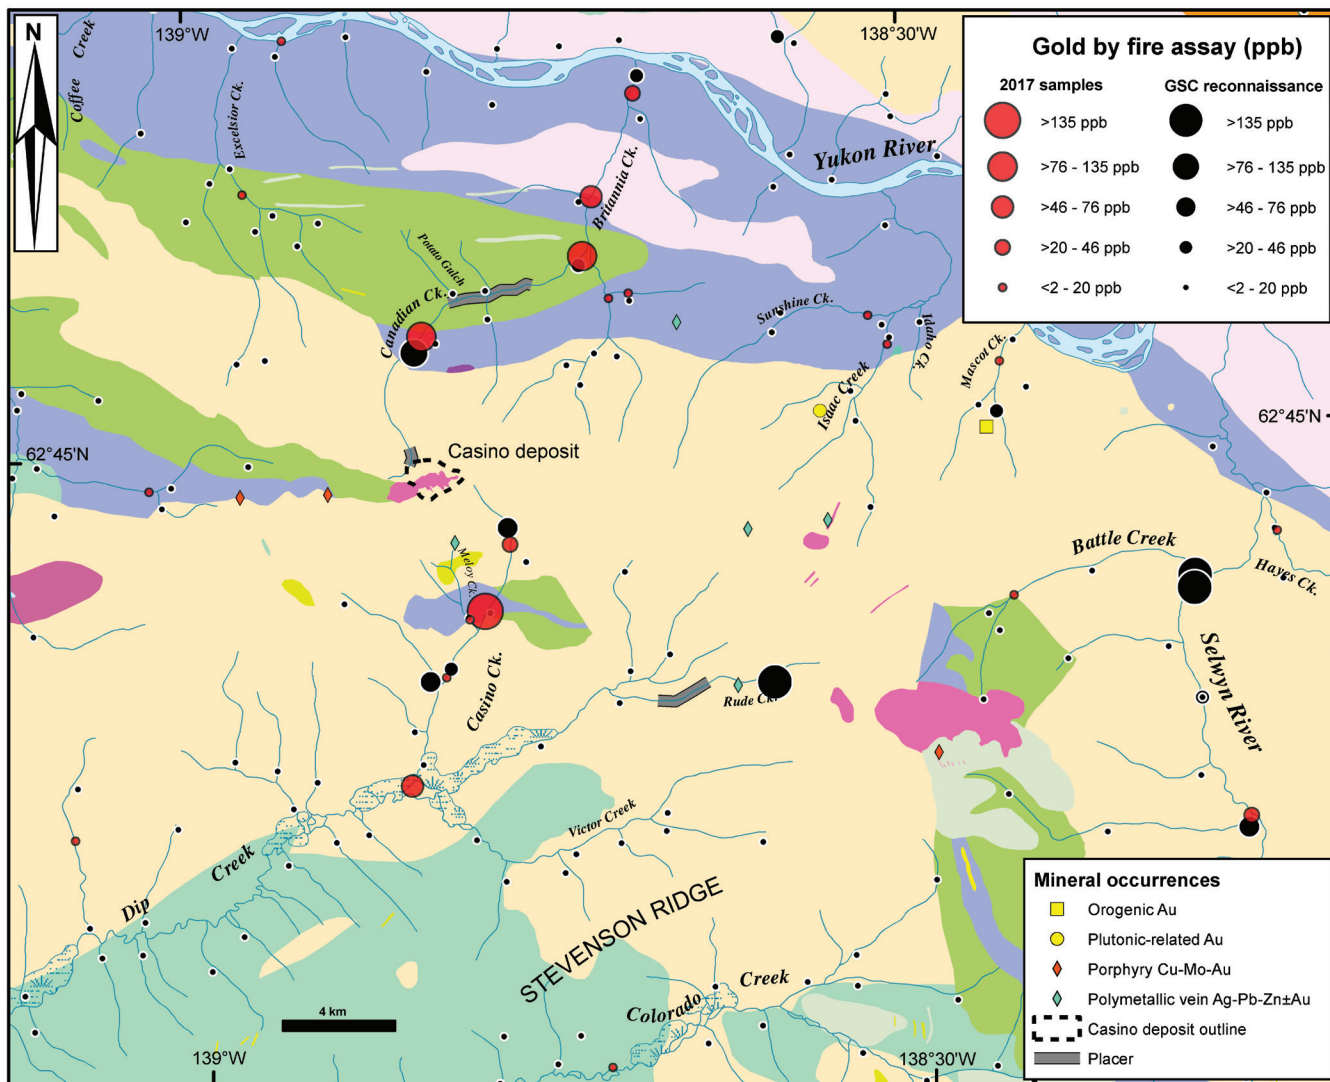 N
139°W
138°30'W
Coffee Creek
Excelsior Ck.
Britannia Ck.
Yukon River
Potato Gulch
Canadian Ck.
Sunshine Ck.
Idaho Ck.
Isaac Creek
Mascot Ck.
62°45'N
62°45'N
Casino deposit
Meloy Ck.
Battle Creek
Hayes Ck.
Selwyn River
Casino Ck.
Rude Ck.
Victor Creek
Dip Creek
STEVENSON RIDGE
Colorado Creek
4 km
139°W
138°30'W
Gold by fire assay (ppb)
2017 samples GSC reconnaissance
>135 ppb >135 ppb
>76 - 135 ppb >76 - 135 ppb
>46 - 76 ppb >46 - 76 ppb
>20 - 46 ppb >20 - 46 ppb
<2 - 20 ppb <2 - 20 ppb
Mineral occurrences
Orogenic Au
Plutonic-related Au
Porphyry Cu-Mo-Au
Polymetallic vein Ag-Pb-Zn±Au
Casino deposit outline
Placer